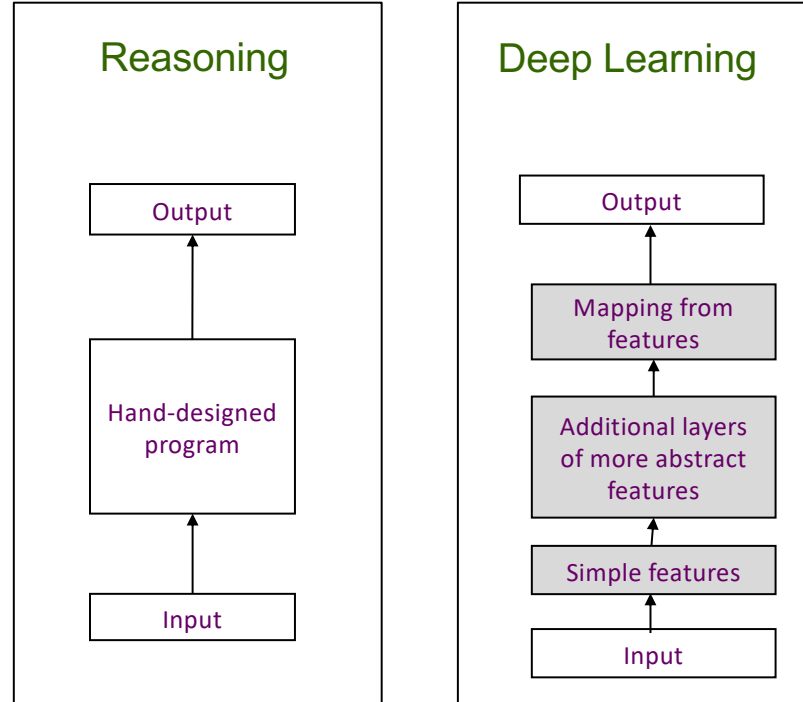 Reasoning
Output
Hand-designed
program
Input
Deep Learning
Output
Mapping from
features
Additional layers
of more abstract
features
Simple features
Input